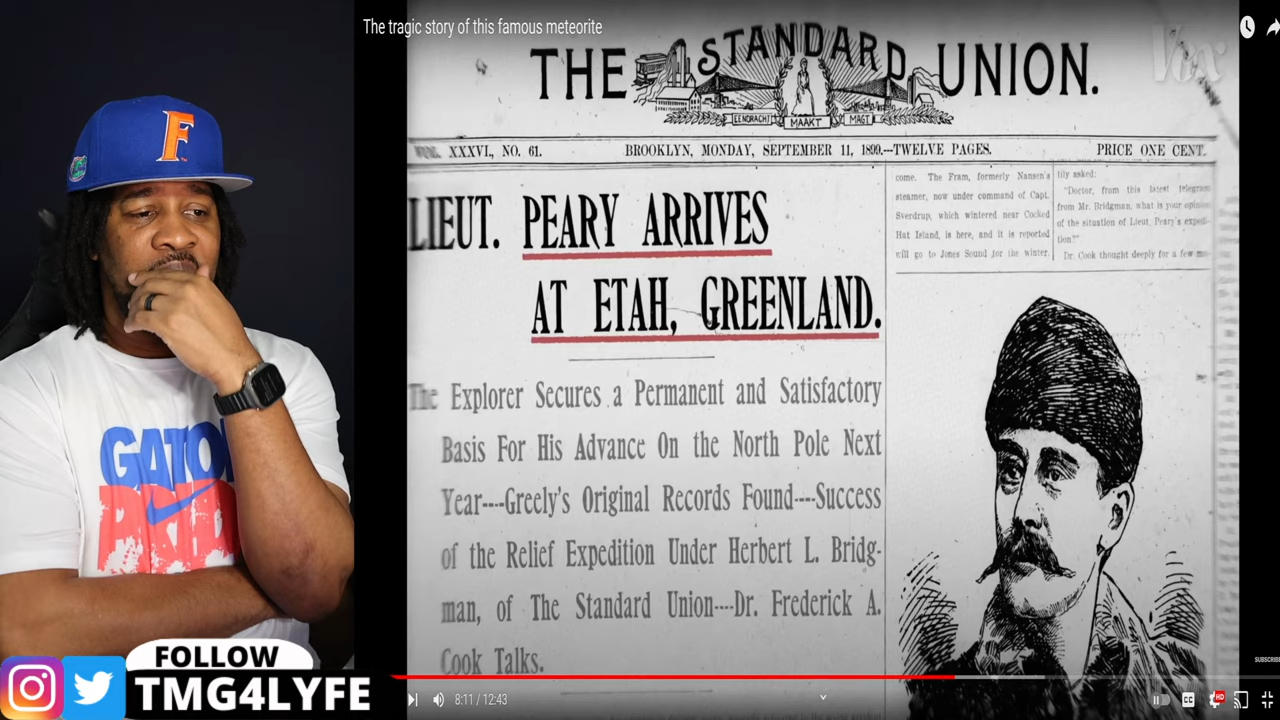 The tragic story of this famous meteorite
Vox
THE STANDARD UNION.
EENDRACHT MAAKT MAGT
VOL. XXXVI., NO. 61. BROOKLYN, MONDAY, SEPTEMBER 11, 1899.---TWELVE PAGES. PRICE ONE CENT.
LIEUT. PEARY ARRIVES
AT ETAH, GREENLAND.
The Explorer Secures a Permanent and Satisfactory
Basis For His Advance On the North Pole Next
Year----Greely's Original Records Found----Success
of the Relief Expedition Under Herbert L. Bridg-
man, of The Standard Union---Dr. Frederick A.
Cook Talks.
come. The Fram, formerly Nansen's
steamer, now under command of Capt.
Sverdrup, which wintered near Cocked
Hat Island, is here, and it is reported
will go to Jones Sound for the winter.
tily asked:
"Doctor, from this latest telegram
from Mr. Bridgman, what is your opinion
of the situation of Lieut. Peary's expedi-
tion?"
Dr. Cook thought deeply for a few
F
GATOR
FOLLOW
TMG4LYFE
8:11 / 12:43
CC
HD
SUBSCRIBE